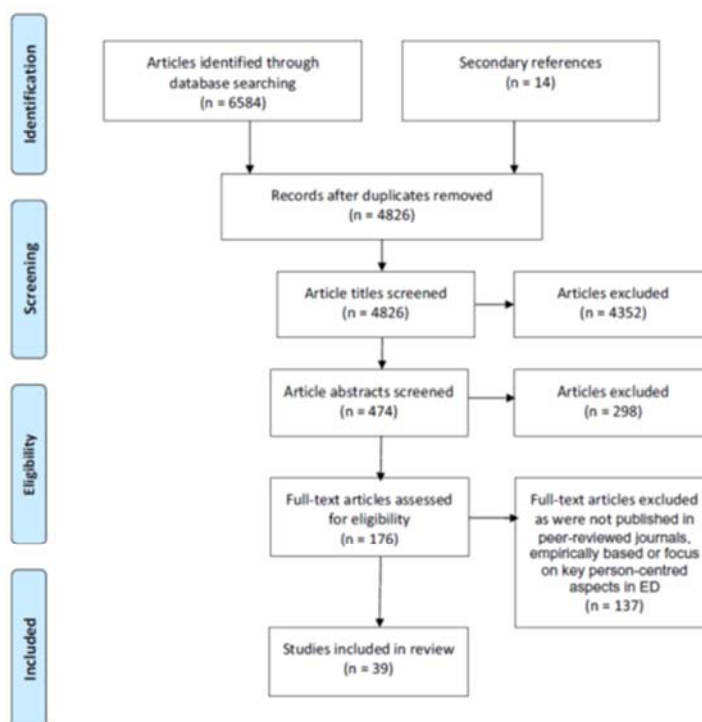 Identification
Articles identified through
database searching
(n = 6584)
Secondary references
(n = 14)
Records after duplicates removed
(n = 4826)
Screening
Article titles screened
(n = 4826)
Articles excluded
(n = 4352)
Article abstracts screened
(n = 474)
Articles excluded
(n = 298)
Eligibility
Full-text articles assessed
for eligibility
(n = 176)
Full-text articles excluded
as were not published in
peer-reviewed journals,
empirically based or focus
on key person-centred
aspects in ED
(n = 137)
Included
Studies included in review
(n = 39)